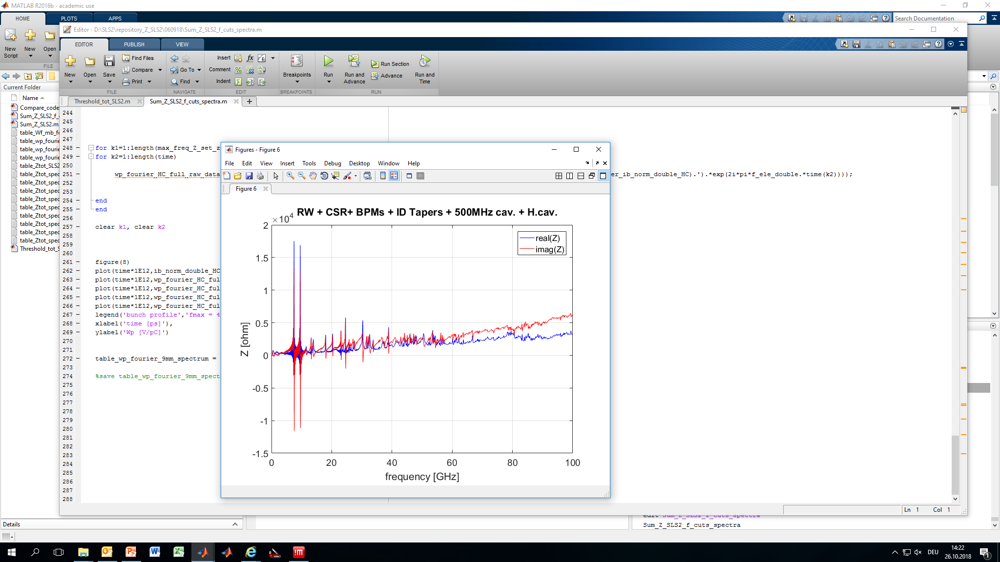 MATLAB R2016b - academic use
HOME PLOTS APPS
Search Documentation
New Script
New
Open
FILE
Current Folder
Name
Compare_code
Sum_Z_SLS2_f_c
Sum_Z_SLS2.m
table_Wf_mb_fo
table_wp_fourie
table_wp_fourie
table_wp_fourie
table_Ztot_SLS2
table_Ztot_spec
table_Ztot_spec
table_Ztot_spec
table_Ztot_spec
table_Ztot_spec
table_Ztot_spec
table_Ztot_spec
table_Ztot_spec
table_Ztot_spec
Threshold_tot_S
Details
Editor - D:\SLS2\repository_Z_SLS2\060918\Sum_Z_SLS2_f_cuts_spectra.m
EDITOR PUBLISH VIEW
New
Open
Save
Find Files
Compare
Print
FILE
Go To
Find
NAVIGATE
Insert
Comment
Indent
EDIT
Breakpoints
BREAKPOINTS
Run
Run and Advance
Run Section
Advance
Run and Time
RUN
Threshold_tot_SLS2.m
Sum_Z_SLS2_f_cuts_spectra.m
244
245
246
247
248 – for k1=1:length(max_freq_Z_set_z
249 – for k2=1:length(time)
250
251 – wp_fourier_HC_full_raw_data er_ib_norm_double_HC).').*exp(2i*pi*f_ele_double.*time(k2))));
252
253
254 – end
255 – end
256
257 – clear k1, clear k2
258
259
260
261 – figure(8)
262 – plot(time*1E12,ib_norm_double_HC
263 – plot(time*1E12,wp_fourier_HC_ful
264 – plot(time*1E12,wp_fourier_HC_ful
265 – plot(time*1E12,wp_fourier_HC_ful
266 – plot(time*1E12,wp_fourier_HC_ful
267 – legend('bunch profile','fmax = 4
268 – xlabel('time [ps]'),
269 – ylabel('Wp [V/pC]')
270
271
272 – table_wp_fourier_9mm_spectrum =
273
274 %save table_wp_fourier_9mm_spect
275
276
277
278
279
280
281
282
283
284
285
286
287
288
Figures - Figure 6
File Edit View Insert Tools Debug Desktop Window Help
Figure 6
RW + CSR+ BPMs + ID Tapers + 500MHz cav. + H.cav.
×10⁴
2
1.5
1
0.5
0
-0.5
-1
-1.5
Z [ohm]
0 20 40 60 80 100
frequency [GHz]
real(Z)
imag(Z)
Ln 1 Col 1
edit Sum_Z_SLS2_f_cuts_spectra
Sum_Z_SLS2_f_cuts_spectra
DEU
14:22
26.10.2018
1